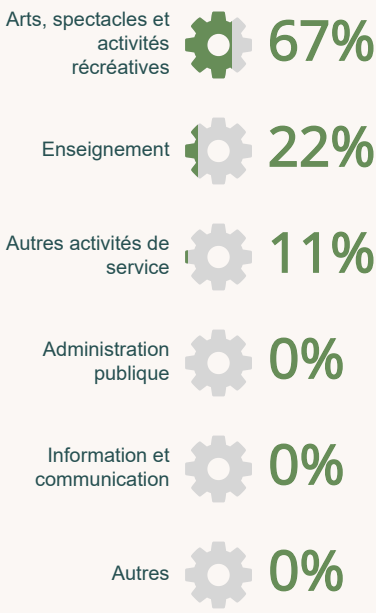 Arts, spectacles et
activités
récréatives
67%
Enseignement
22%
Autres activités de
service
11%
Administration
publique
0%
Information et
communication
0%
Autres
0%